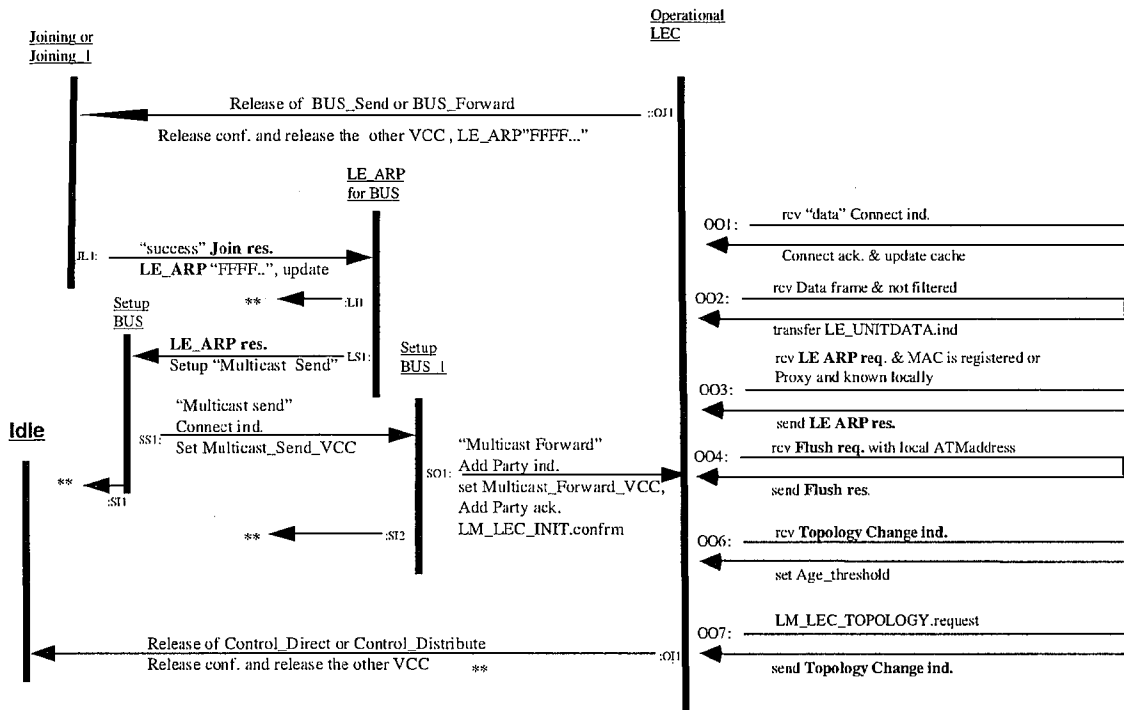 Operational
LEC
Joining or
Joining_1
Release of BUS_Send or BUS_Forward
::OJ1
Release conf. and release the other VCC , LE_ARP"FFFF..."
LE_ARP
for BUS
OO1:
rcv "data" Connect ind.
Connect ack. & update cache
JL1:
"success" Join res.
LE_ARP "FFFF..", update
OO2:
rcv Data frame & not filtered
transfer LE_UNITDATA.ind
**
:LI1
Setup
BUS
LE_ARP res.
LS1:
Setup "Multicast_Send"
Setup
BUS_1
OO3:
rcv LE ARP req. & MAC is registered or
Proxy and known locally
send LE ARP res.
Idle
"Multicast send"
Connect ind.
SS1:
Set Multicast_Send_VCC
SO1:
"Multicast Forward"
Add Party ind.
set Multicast_Forward_VCC,
Add Party ack.
LM_LEC_INIT.confrm
OO4:
rcv Flush req. with local ATMaddress
send Flush res.
**
:SI1
**
:SI2
OO6:
rcv Topology Change ind.
set Age_threshold
OO7:
LM_LEC_TOPOLOGY.request
send Topology Change ind.
Release of Control_Direct or Control_Distribute
:OI1
Release conf. and release the other VCC **